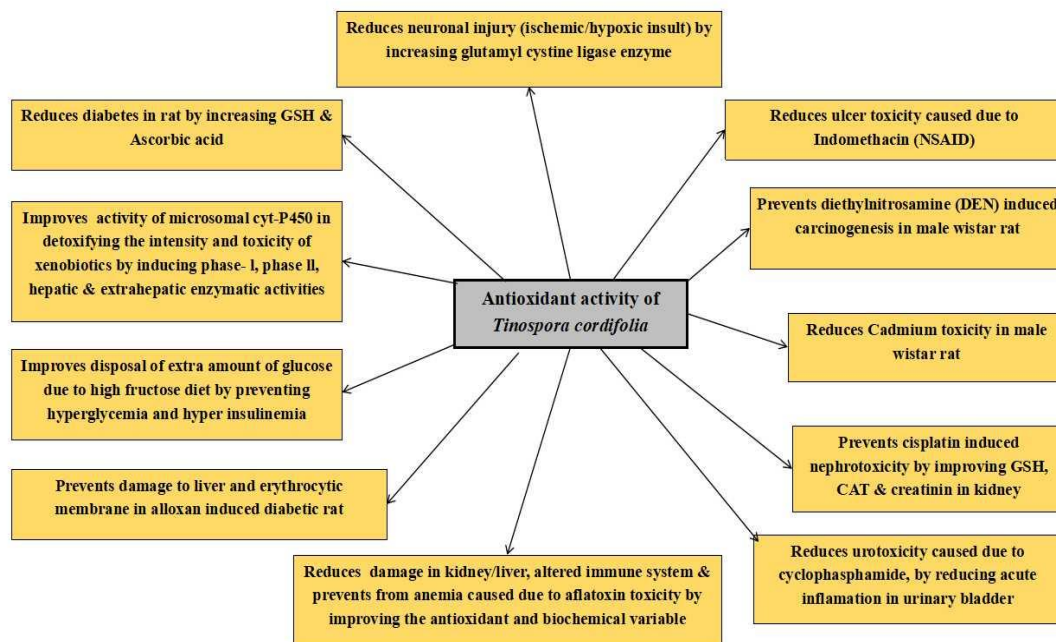 Reduces neuronal injury (ischemic/hypoxic insult) by
increasing glutamyl cystine ligase enzyme
Reduces diabetes in rat by increasing GSH &
Ascorbic acid
Reduces ulcer toxicity caused due to
Indomethacin (NSAID)
Improves activity of microsomal cyt-P450 in
detoxifying the intensity and toxicity of
xenobiotics by inducing phase- I, phase II,
hepatic & extrahepatic enzymatic activities
Prevents diethylnitrosamine (DEN) induced
carcinogenesis in male wistar rat
Antioxidant activity of
Tinospora cordifolia
Reduces Cadmium toxicity in male
wistar rat
Improves disposal of extra amount of glucose
due to high fructose diet by preventing
hyperglycemia and hyper insulinemia
Prevents cisplatin induced
nephrotoxicity by improving GSH,
CAT & creatinin in kidney
Prevents damage to liver and erythrocytic
membrane in alloxan induced diabetic rat
Reduces urotoxicity caused due to
cyclophasphamide, by reducing acute
inflamation in urinary bladder
Reduces damage in kidney/liver, altered immune system &
prevents from anemia caused due to aflatoxin toxicity by
improving the antioxidant and biochemical variable